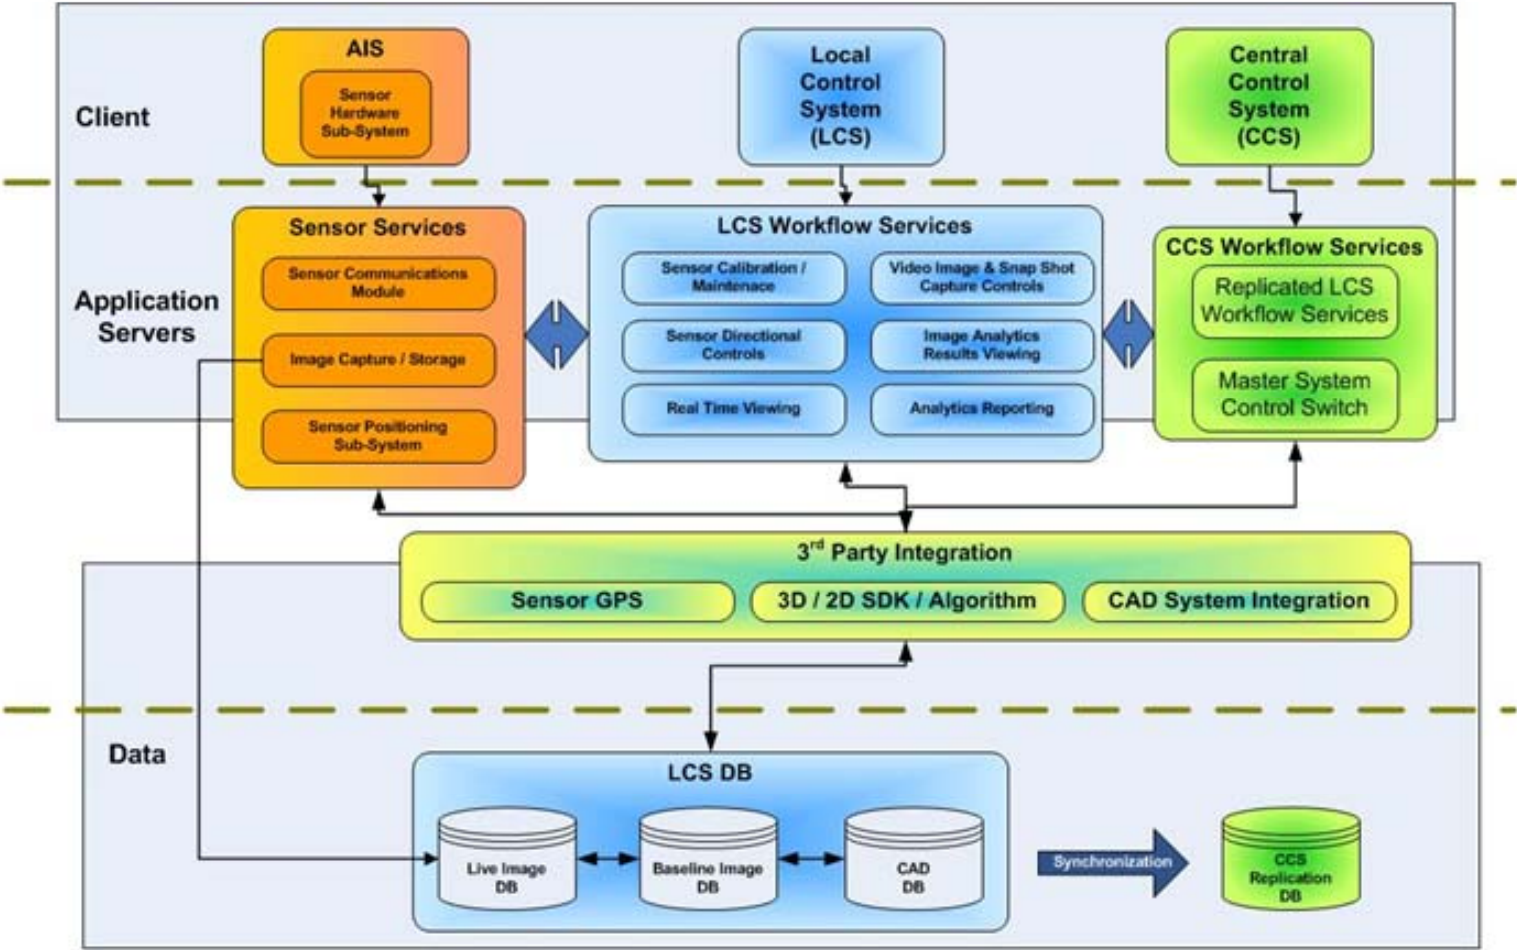 Client
AIS
Sensor
Hardware
Sub-System
Local
Control
System
(LCS)
Central
Control
System
(CCS)
Application
Servers
Sensor Services
Sensor Communications
Module
Image Capture / Storage
Sensor Positioning
Sub-System
LCS Workflow Services
Sensor Calibration /
Maintenace
Video Image & Snap Shot
Capture Controls
Sensor Directional
Controls
Image Analytics
Results Viewing
Real Time Viewing
Analytics Reporting
CCS Workflow Services
Replicated LCS
Workflow Services
Master System
Control Switch
3rd Party Integration
Sensor GPS
3D / 2D SDK / Algorithm
CAD System Integration
Data
LCS DB
Live Image
DB
Baseline Image
DB
CAD
DB
Synchronization
CCS
Replication
DB